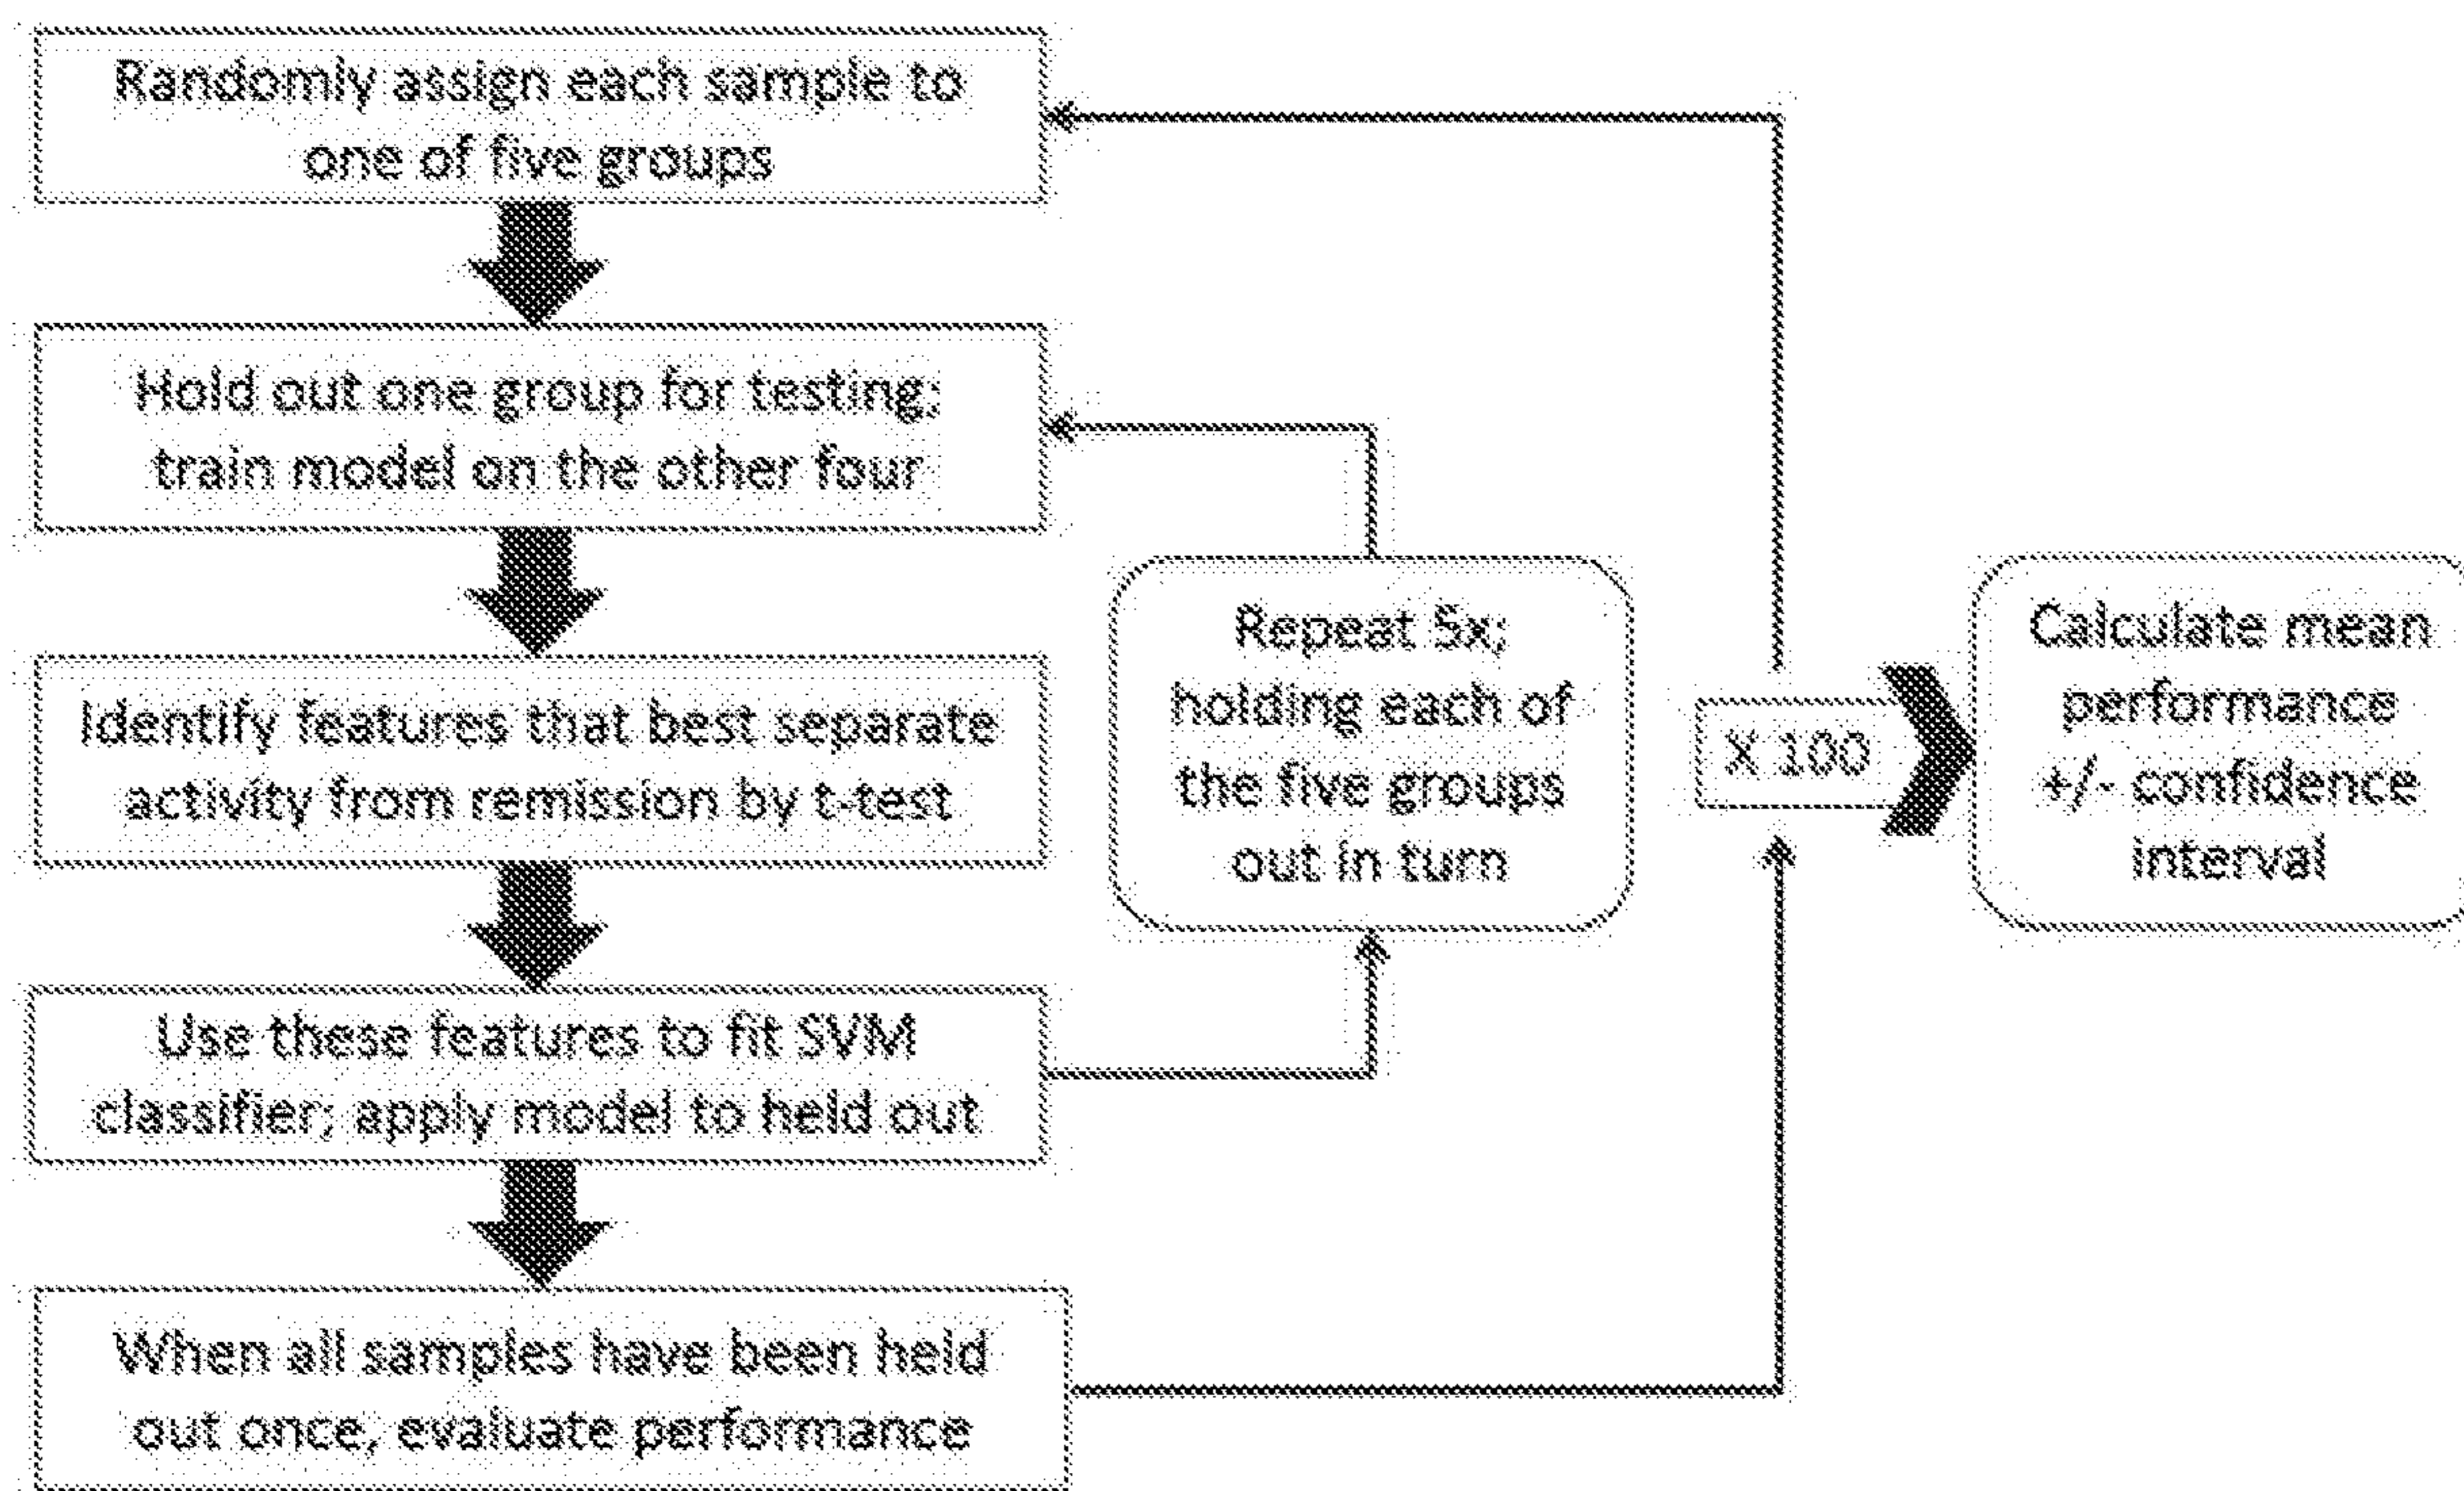 Randomly assign each sample to
one of five groups
Hold out one group for testing;
train model on the other four
Identify features that best separate
activity from remission by t-test
Use these features to fit SVM
classifier; apply model to held out
When all samples have been held
out once, evaluate performance
Repeat 5x;
holding each of
the five groups
out in turn
X 100
Calculate mean
performance
+/- confidence
interval